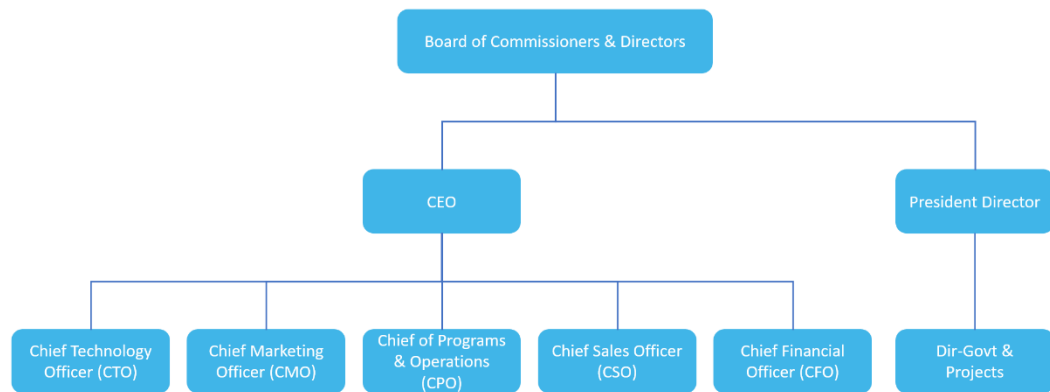 Board of Commissioners & Directors
CEO
President Director
Chief Technology
Officer (CTO)
Chief Marketing
Officer (CMO)
Chief of Programs
& Operations
(CPO)
Chief Sales Officer
(CSO)
Chief Financial
Officer (CFO)
Dir-Govt &
Projects